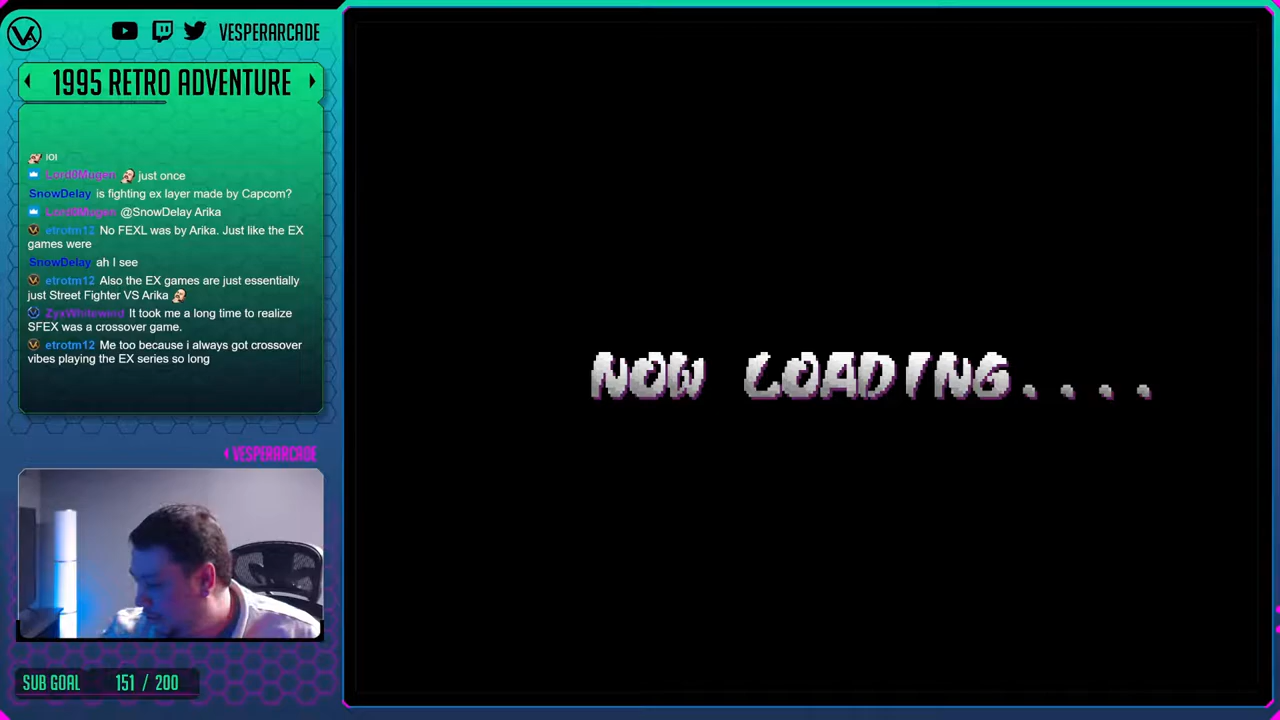 VESPERARCADE
1995 RETRO ADVENTURE
lol
Lord0Mugen just once
SnowDelay is fighting ex layer made by Capcom?
Lord0Mugen @SnowDelay Arika
etrotm12 No FEXL was by Arika. Just like the EX
games were
SnowDelay ah I see
etrotm12 Also the EX games are just essentially
just Street Fighter VS Arika
ZyxWhitewind It took me a long time to realize
SFEX was a crossover game.
etrotm12 Me too because i always got crossover
vibes playing the EX series so long
NOW LOADING....
VESPERARCADE
SUB GOAL 151 / 200